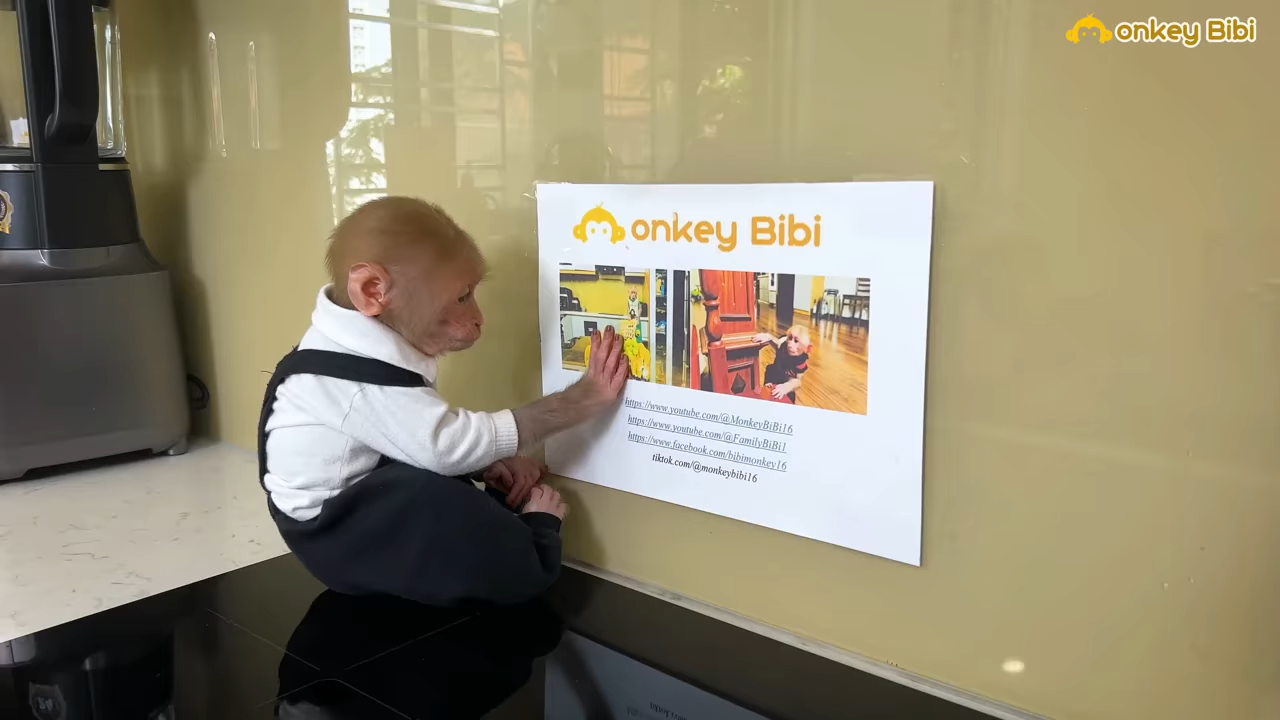 onkey Bibi
onkey Bibi
https://www.youtube.com/@MonkeyBiBi16
https://www.youtube.com/@FamilyBiBi1
https://www.facebook.com/bibimonkey16
tiktok.com/@monkeybibi16